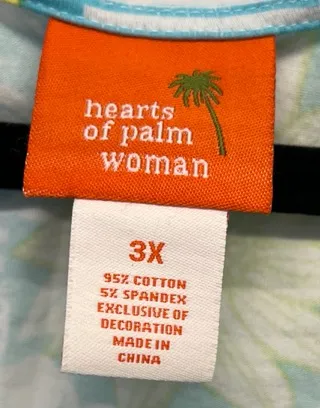 hearts
of palm
woman
3X
95% COTTON
5% SPANDEX
EXCLUSIVE OF
DECORATION
MADE IN
CHINA